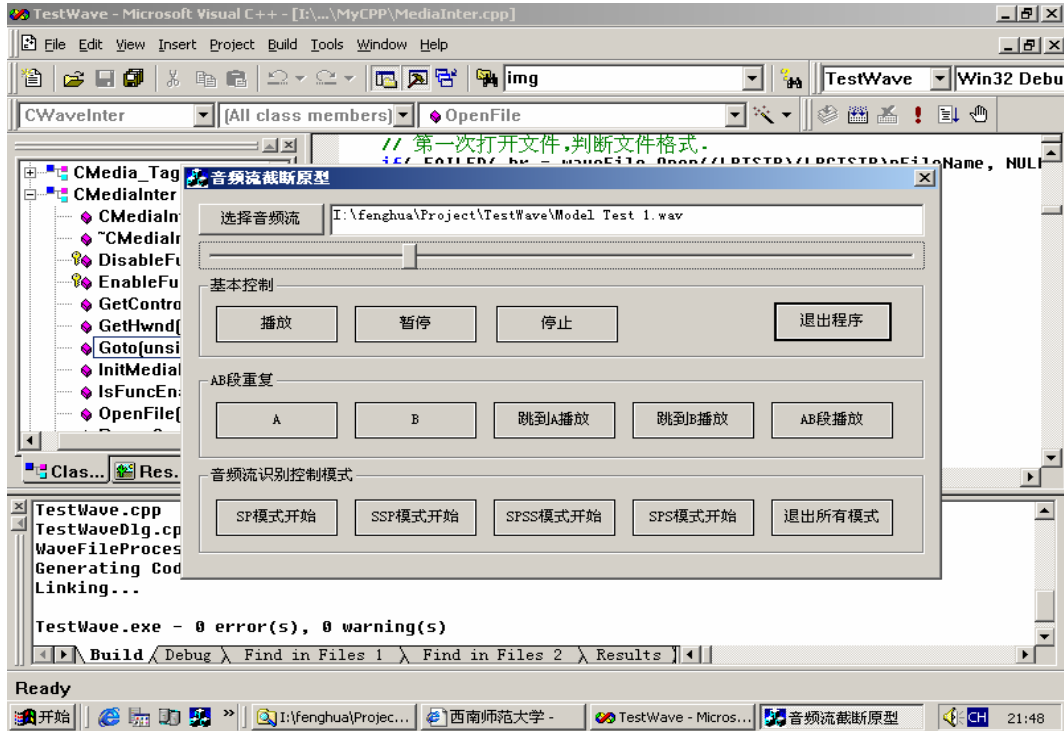 TestWave - Microsoft Visual C++ - [I:\...\MyCPP\MediaInter.cpp]
File Edit View Insert Project Build Tools Window Help
img TestWave Win32 Debu
CWaveInter (All class members) OpenFile
// 第一次打开文件,判断文件格式.
CMedia_Tag
CMediaInter
CMediaIn
~CMediaIr
DisableFu
EnableFu
GetContro
GetHwnd(
Goto(unsi
InitMedial
IsFuncEn
OpenFile(
Clas... Res.
音频流截断原型
选择音频流 I:\fenghua\Project\TestWave\Model Test 1.wav
基本控制
播放 暂停 停止 退出程序
AB段重复
A B 跳到A播放 跳到B播放 AB段播放
音频流识别控制模式
SP模式开始 SSP模式开始 SPSS模式开始 SPS模式开始 退出所有模式
TestWave.cpp
TestWaveDlg.cp
WaveFileProces
Generating Cod
Linking...
TestWave.exe - 0 error(s), 0 warning(s)
Build Debug Find in Files 1 Find in Files 2 Results
Ready
开始 I:\fenghua\Projec... 西南师范大学 - TestWave - Micros... 音频流截断原型 CH 21:48